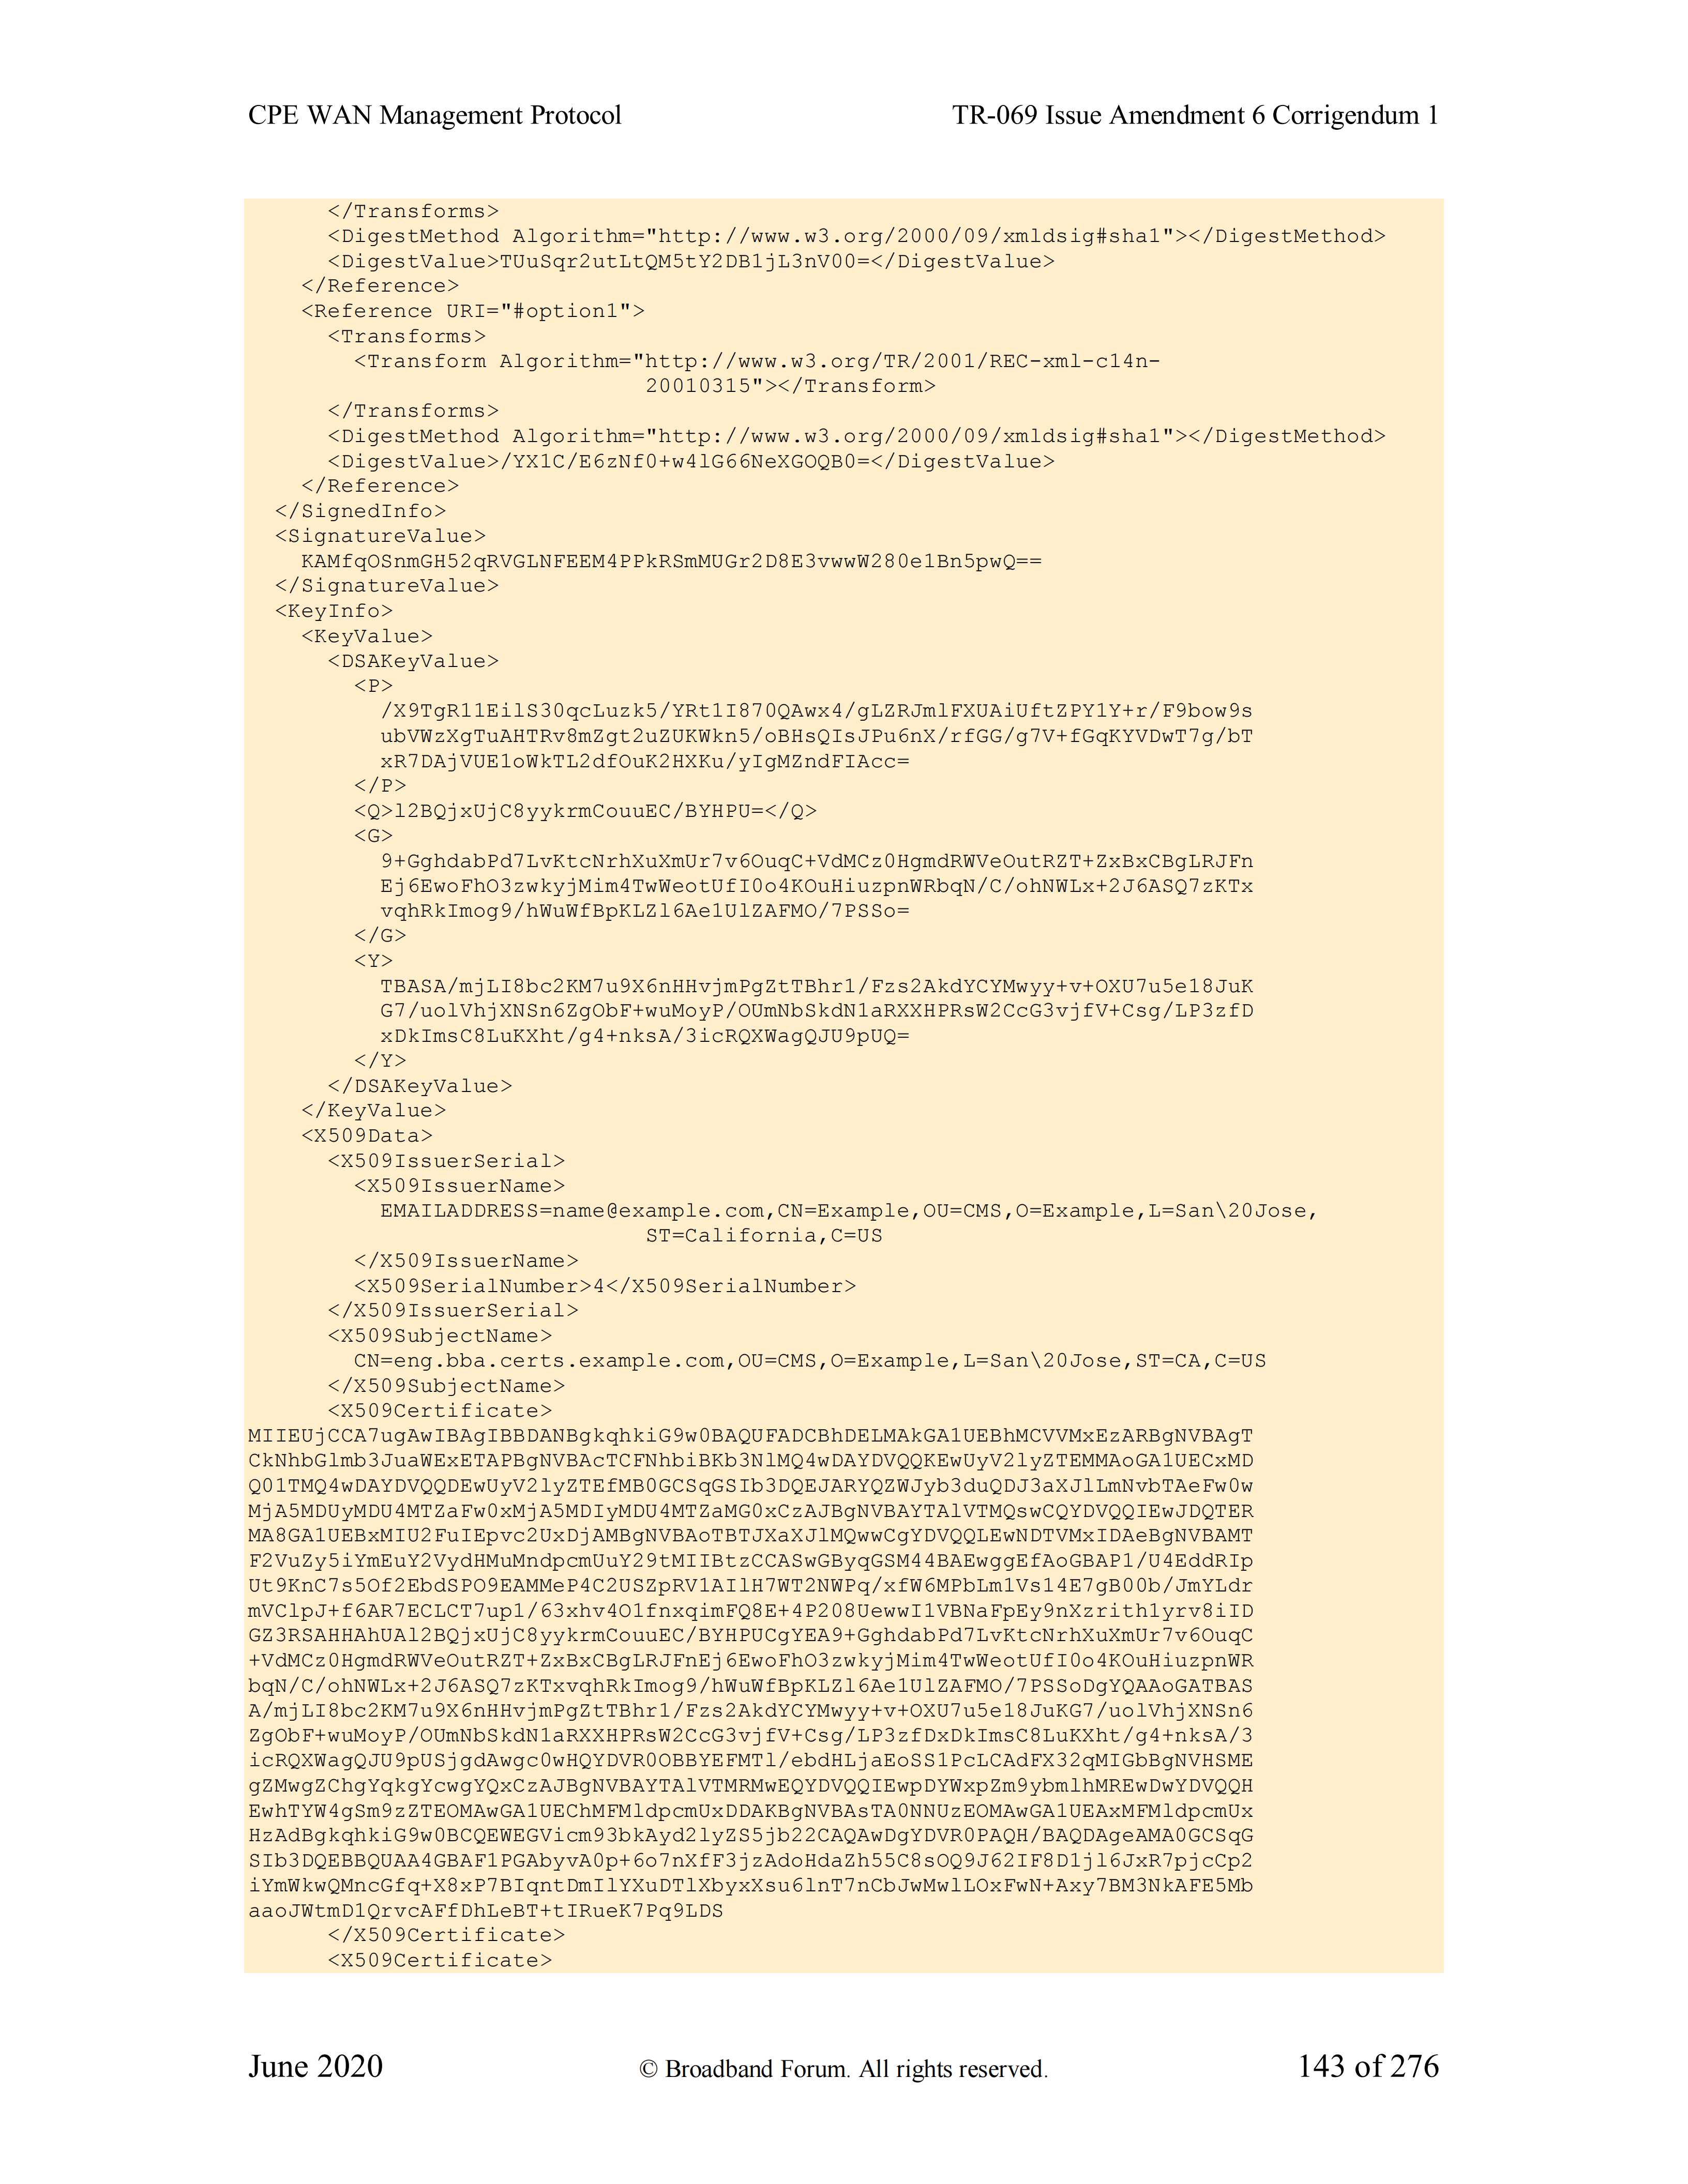 CPE WAN Management Protocol TR-069 Issue Amendment 6 Corrigendum 1
</Transforms>
<DigestMethod Algorithm="http://www.w3.org/2000/09/xmldsig#sha1"></DigestMethod>
<DigestValue>TUuSqr2utLtQM5tY2DB1jL3nV00=</DigestValue>
</Reference>
<Reference URI="#option1">
<Transforms>
<Transform Algorithm="http://www.w3.org/TR/2001/REC-xml-c14n-
20010315"></Transform>
</Transforms>
<DigestMethod Algorithm="http://www.w3.org/2000/09/xmldsig#sha1"></DigestMethod>
<DigestValue>/YX1C/E6zNf0+w4lG66NeXGOQB0=</DigestValue>
</Reference>
</SignedInfo>
<SignatureValue>
KAMfqOSnmGH52qRVGLNFEEM4PPkRSmMUGr2D8E3vwwW280e1Bn5pwQ==
</SignatureValue>
<KeyInfo>
<KeyValue>
<DSAKeyValue>
<P>
/X9TgR11EilS30qcLuzk5/YRt1I870QAwx4/gLZRJmlFXUAiUftZPY1Y+r/F9bow9s
ubVWzXgTuAHTRv8mZgt2uZUKWkn5/oBHsQIsJPu6nX/rfGG/g7V+fGqKYVDwT7g/bT
xR7DAjVUE1oWkTL2dfOuK2HXKu/yIgMZndFIAcc=
</P>
<Q>l2BQjxUjC8yykrmCouuEC/BYHPU=</Q>
<G>
9+GghdabPd7LvKtcNrhXuXmUr7v6OuqC+VdMCz0HgmdRWVeOutRZT+ZxBxCBgLRJFn
Ej6EwoFhO3zwkyjMim4TwWeotUfI0o4KOuHiuzpnWRbqN/C/ohNWLx+2J6ASQ7zKTx
vqhRkImog9/hWuWfBpKLZl6Ae1UlZAFMO/7PSSo=
</G>
<Y>
TBASA/mjLI8bc2KM7u9X6nHHvjmPgZtTBhr1/Fzs2AkdYCYMwyy+v+OXU7u5e18JuK
G7/uolVhjXNSn6ZgObF+wuMoyP/OUmNbSkdN1aRXXHPRsW2CcG3vjfV+Csg/LP3zfD
xDkImsC8LuKXht/g4+nksA/3icRQXWagQJU9pUQ=
</Y>
</DSAKeyValue>
</KeyValue>
<X509Data>
<X509IssuerSerial>
<X509IssuerName>
EMAILADDRESS=name@example.com,CN=Example,OU=CMS,O=Example,L=San\20Jose,
ST=California,C=US
</X509IssuerName>
<X509SerialNumber>4</X509SerialNumber>
</X509IssuerSerial>
<X509SubjectName>
CN=eng.bba.certs.example.com,OU=CMS,O=Example,L=San\20Jose,ST=CA,C=US
</X509SubjectName>
<X509Certificate>
MIIEUjCCA7ugAwIBAgIBBDANBgkqhkiG9w0BAQUFADCBhDELMAkGA1UEBhMCVVMxEzARBgNVBAgT
CkNhbGlmb3JuaWExETAPBgNVBAcTCFNhbiBKb3NlMQ4wDAYDVQQKEwUyV2lyZTEMMAoGA1UECxMD
Q01TMQ4wDAYDVQQDEwUyV2lyZTEfMB0GCSqGSIb3DQEJARYQZWJyb3duQDJ3aXJlLmNvbTAeFw0w
MjA5MDUyMDU4MTZaFw0xMjA5MDIyMDU4MTZaMG0xCzAJBgNVBAYTAlVTMQswCQYDVQQIEwJDQTER
MA8GA1UEBxMIU2FuIEpvc2UxDjAMBgNVBAoTBTJXaXJlMQwwCgYDVQQLEwNDTVMxIDAeBgNVBAMT
F2VuZy5iYmEuY2VydHMuMndpcmUuY29tMIIBtzCCASwGByqGSM44BAEwggEfAoGBAP1/U4EddRIp
Ut9KnC7s5Of2EbdSPO9EAMMeP4C2USZpRV1AIlH7WT2NWPq/xfW6MPbLm1Vs14E7gB00b/JmYLdr
mVClpJ+f6AR7ECLCT7up1/63xhv4O1fnxqimFQ8E+4P208UewwI1VBNaFpEy9nXzrith1yrv8iID
GZ3RSAHHAhUAl2BQjxUjC8yykrmCouuEC/BYHPUCgYEA9+GghdabPd7LvKtcNrhXuXmUr7v6OuqC
+VdMCz0HgmdRWVeOutRZT+ZxBxCBgLRJFnEj6EwoFhO3zwkyjMim4TwWeotUfI0o4KOuHiuzpnWR
bqN/C/ohNWLx+2J6ASQ7zKTxvqhRkImog9/hWuWfBpKLZl6Ae1UlZAFMO/7PSSoDgYQAAoGATBAS
A/mjLI8bc2KM7u9X6nHHvjmPgZtTBhr1/Fzs2AkdYCYMwyy+v+OXU7u5e18JuKG7/uolVhjXNSn6
ZgObF+wuMoyP/OUmNbSkdN1aRXXHPRsW2CcG3vjfV+Csg/LP3zfDxDkImsC8LuKXht/g4+nksA/3
icRQXWagQJU9pUSjgdAwgc0wHQYDVR0OBBYEFMTl/ebdHLjaEoSS1PcLCAdFX32qMIGbBgNVHSME
gZMwgZChgYqkgYcwgYQxCzAJBgNVBAYTAlVTMRMwEQYDVQQIEwpDYWxpZm9ybmlhMREwDwYDVQQH
EwhTYW4gSm9zZTEOMAwGA1UEChMFMldpcmUxDDAKBgNVBAsTA0NNUzEOMAwGA1UEAxMFMldpcmUx
HzAdBgkqhkiG9w0BCQEWEGVicm93bkAyd2lyZS5jb22CAQAwDgYDVR0PAQH/BAQDAgeAMA0GCSqG
SIb3DQEBBQUAA4GBAF1PGAbyvA0p+6o7nXfF3jzAdoHdaZh55C8sOQ9J62IF8D1jl6JxR7pjcCp2
iYmWkwQMncGfq+X8xP7BIqntDmIlYXuDTlXbyxXsu6lnT7nCbJwMwlLOxFwN+Axy7BM3NkAFE5Mb
aaoJWtmD1QrvcAFfDhLeBT+tIRueK7Pq9LDS
</X509Certificate>
<X509Certificate>
June 2020 © Broadband Forum. All rights reserved. 143 of 276